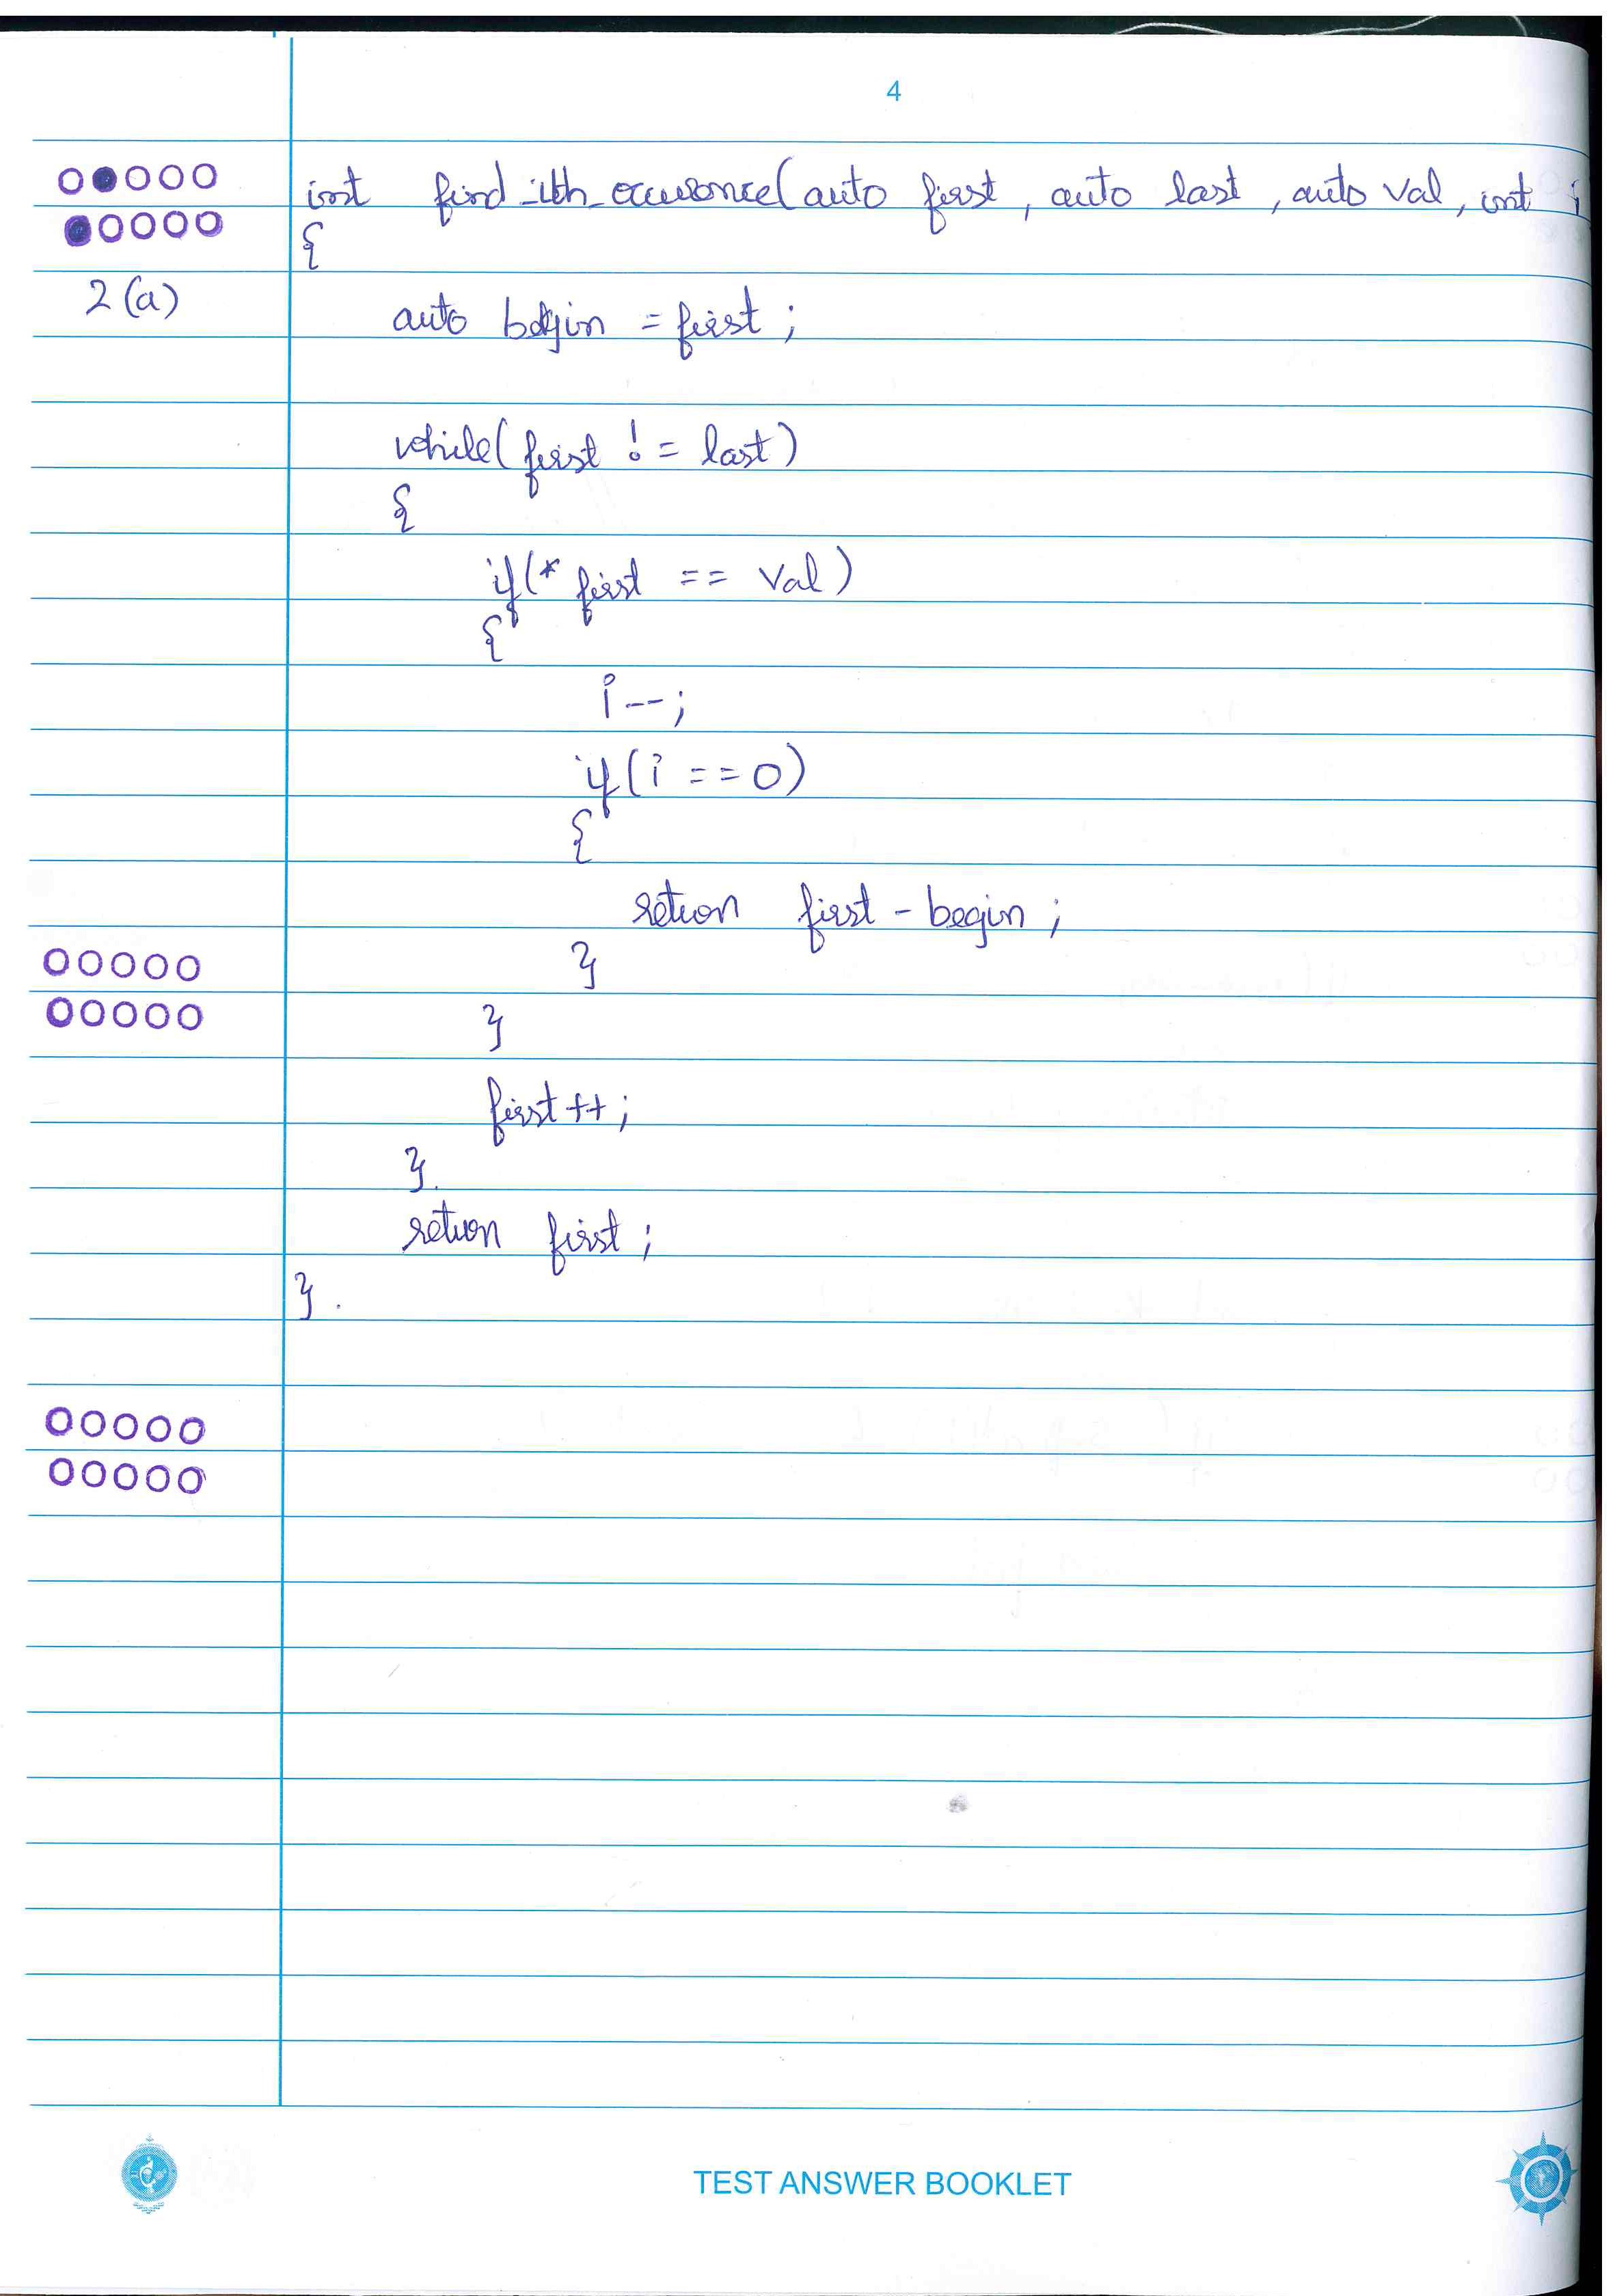 4
int find_ith_occurence(auto first, auto last, auto val, int i
{
2(a)
auto begin = first;
while(first != last)
{
if(* first == val)
{
i--;
if(i == 0)
{
return first - begin;
}
}
first++;
}.
return first;
}.
TEST ANSWER BOOKLET